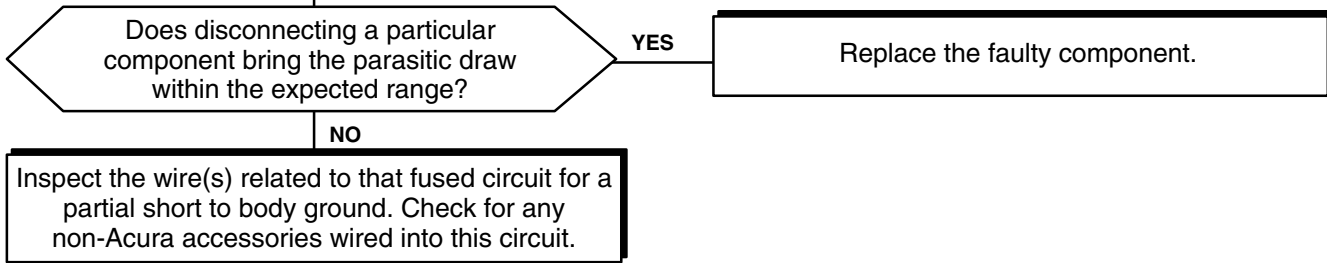 Does disconnecting a particular
component bring the parasitic draw
within the expected range?
YES
Replace the faulty component.
NO
Inspect the wire(s) related to that fused circuit for a
partial short to body ground. Check for any
non-Acura accessories wired into this circuit.